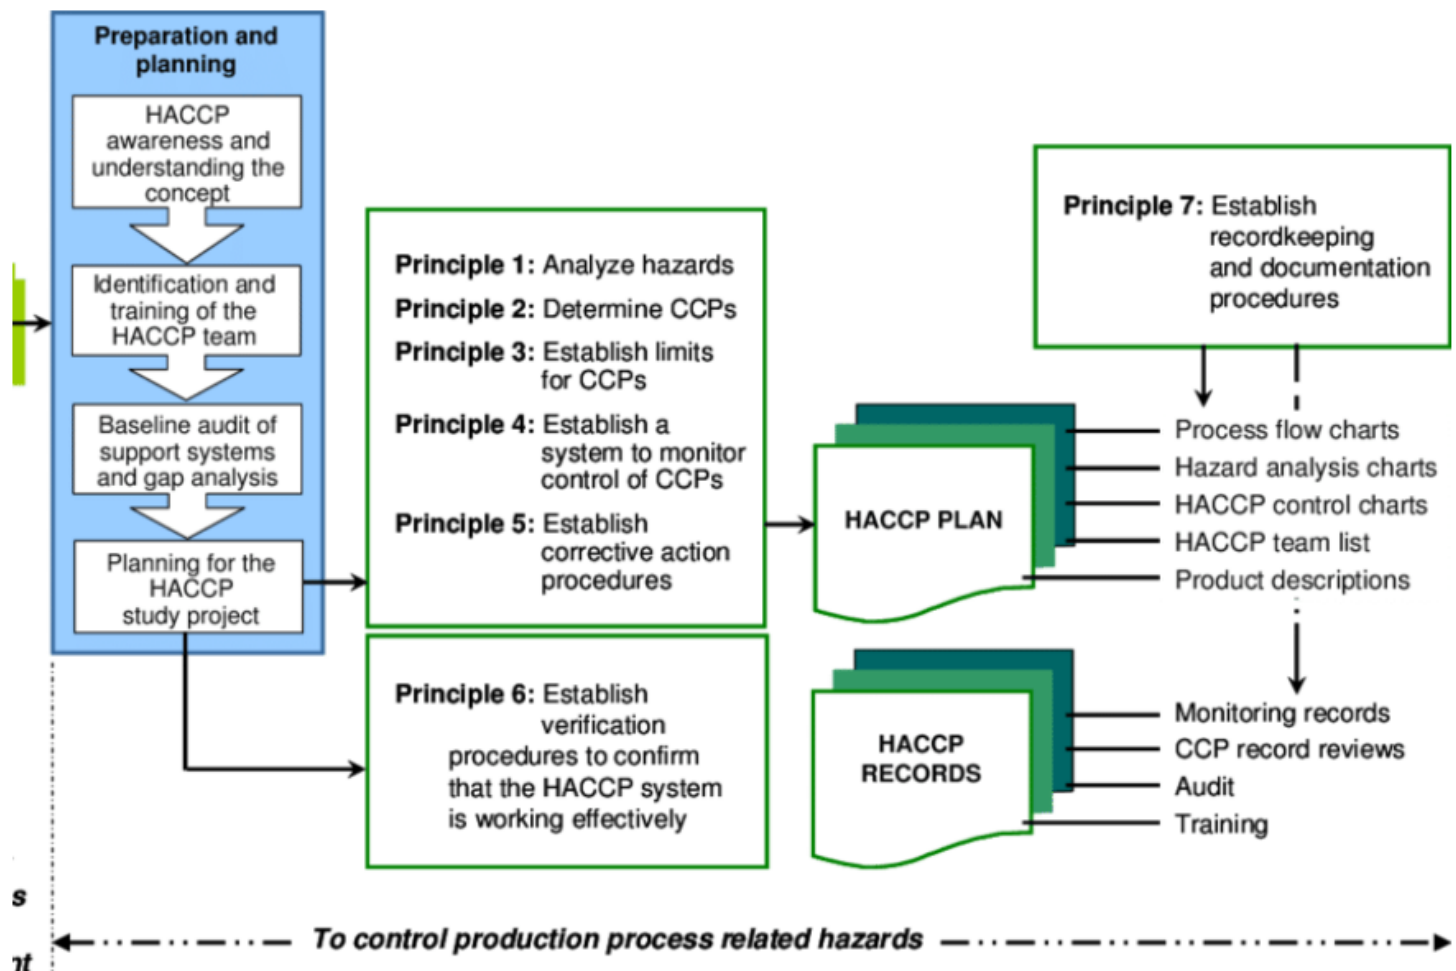 Preparation and
planning
HACCP
awareness and
understanding the
concept
Identification and
training of the
HACCP team
Baseline audit of
support systems
and gap analysis
Planning for the
HACCP
study project
Principle 1: Analyze hazards
Principle 2: Determine CCPs
Principle 3: Establish limits
for CCPs
Principle 4: Establish a
system to monitor
control of CCPs
Principle 5: Establish
corrective action
procedures
Principle 6: Establish
verification
procedures to confirm
that the HACCP system
is working effectively
HACCP PLAN
HACCP
RECORDS
Principle 7: Establish
recordkeeping
and documentation
procedures
Process flow charts
Hazard analysis charts
HACCP control charts
HACCP team list
Product descriptions
Monitoring records
CCP record reviews
Audit
Training
s
To control production process related hazards